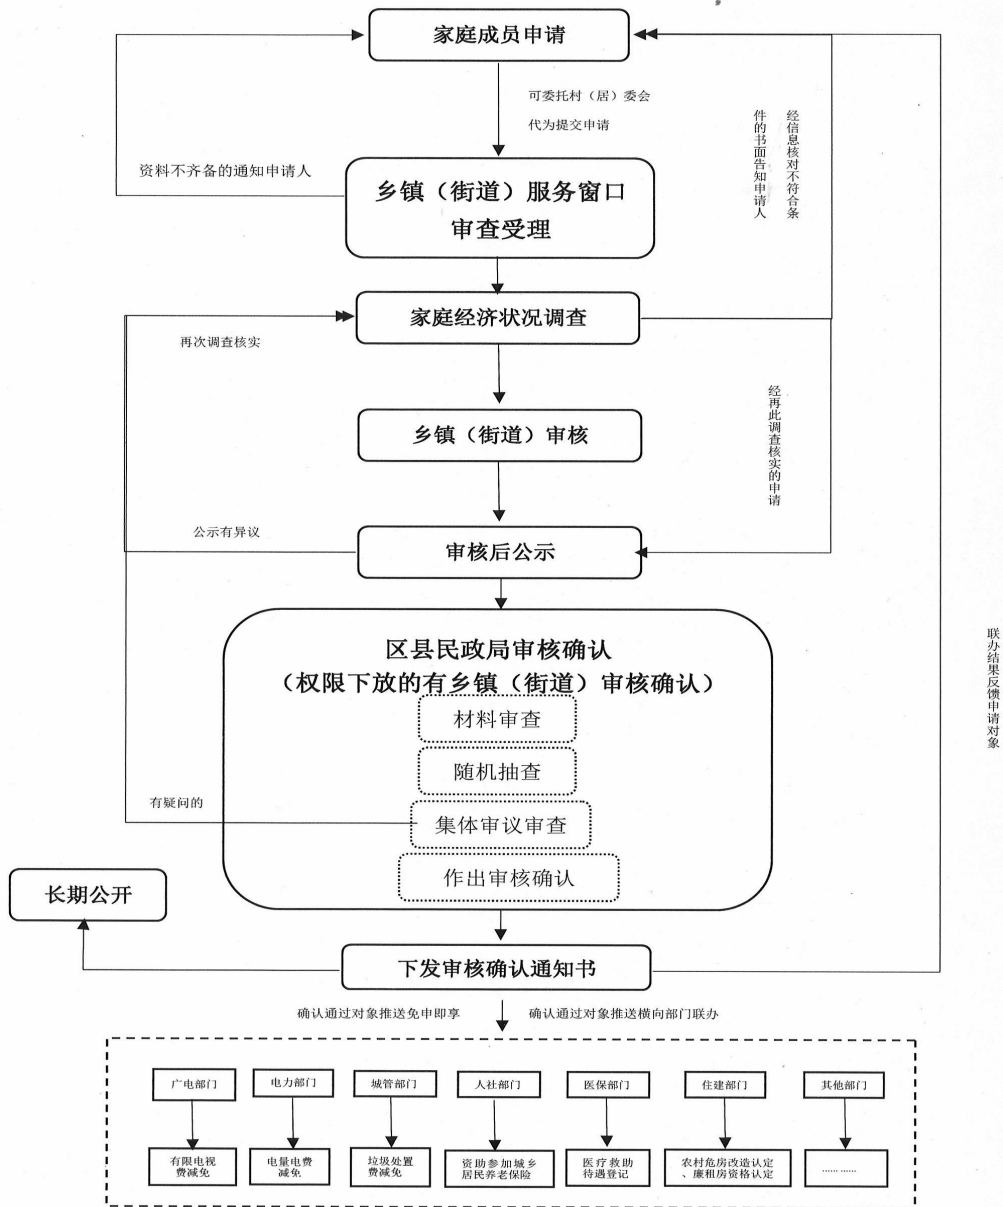 家庭成员申请
可委托村（居）委会
代为提交申请
经信息核对不符合条
件的书面告知申请人
资料不齐备的通知申请人
乡镇（街道）服务窗口
审查受理
家庭经济状况调查
再次调查核实
经再此调查核实的申请
乡镇（街道）审核
公示有异议
审核后公示
区县民政局审核确认
（权限下放的有乡镇（街道）审核确认）
材料审查
随机抽查
有疑问的
集体审议审查
作出审核确认
联办结果反馈申请对象
长期公开
下发审核确认通知书
确认通过对象推送免申即享
确认通过对象推送横向部门联办
广电部门
电力部门
城管部门
人社部门
医保部门
住建部门
其他部门
有限电视
费减免
电量电费
减免
垃圾处置
费减免
资助参加城乡
居民养老保险
医疗救助
待遇登记
农村危房改造认定
、廉租房资格认定
…… ……